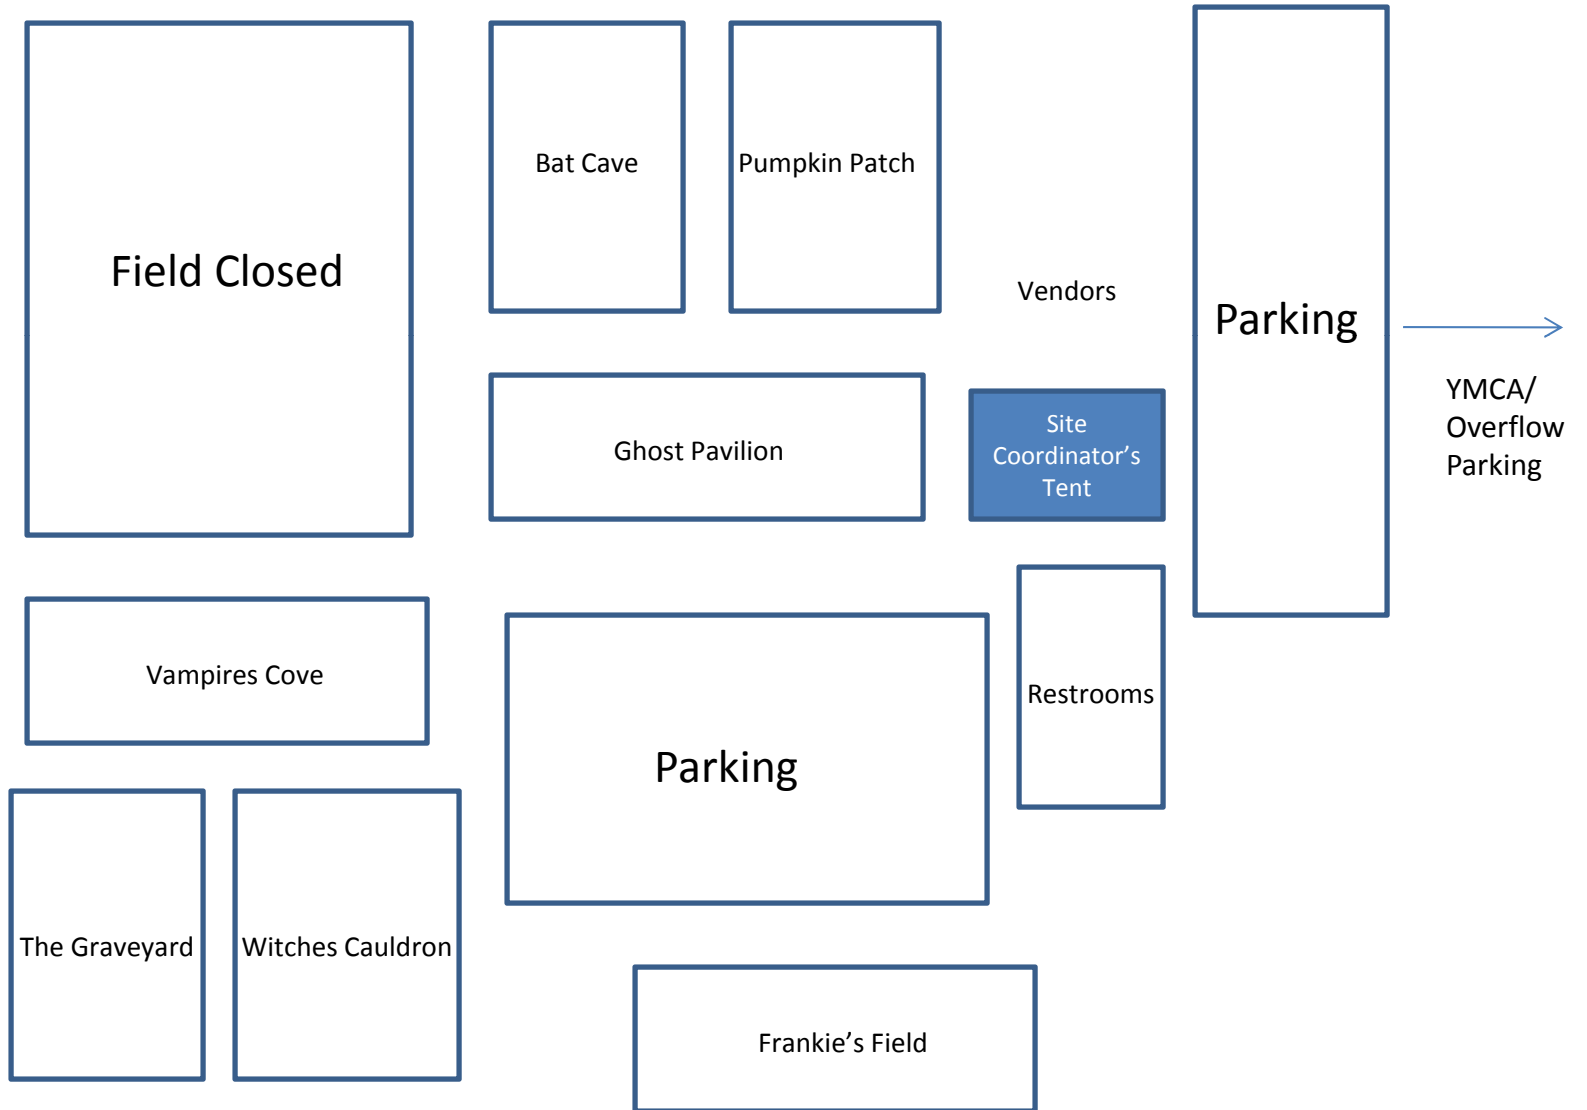 Bat Cave
Pumpkin Patch
Field Closed
Vendors
Parking
YMCA/
Overflow
Parking
Site
Coordinator’s
Tent
Ghost Pavilion
Vampires Cove
Restrooms
Parking
The Graveyard
Witches Cauldron
Frankie’s Field